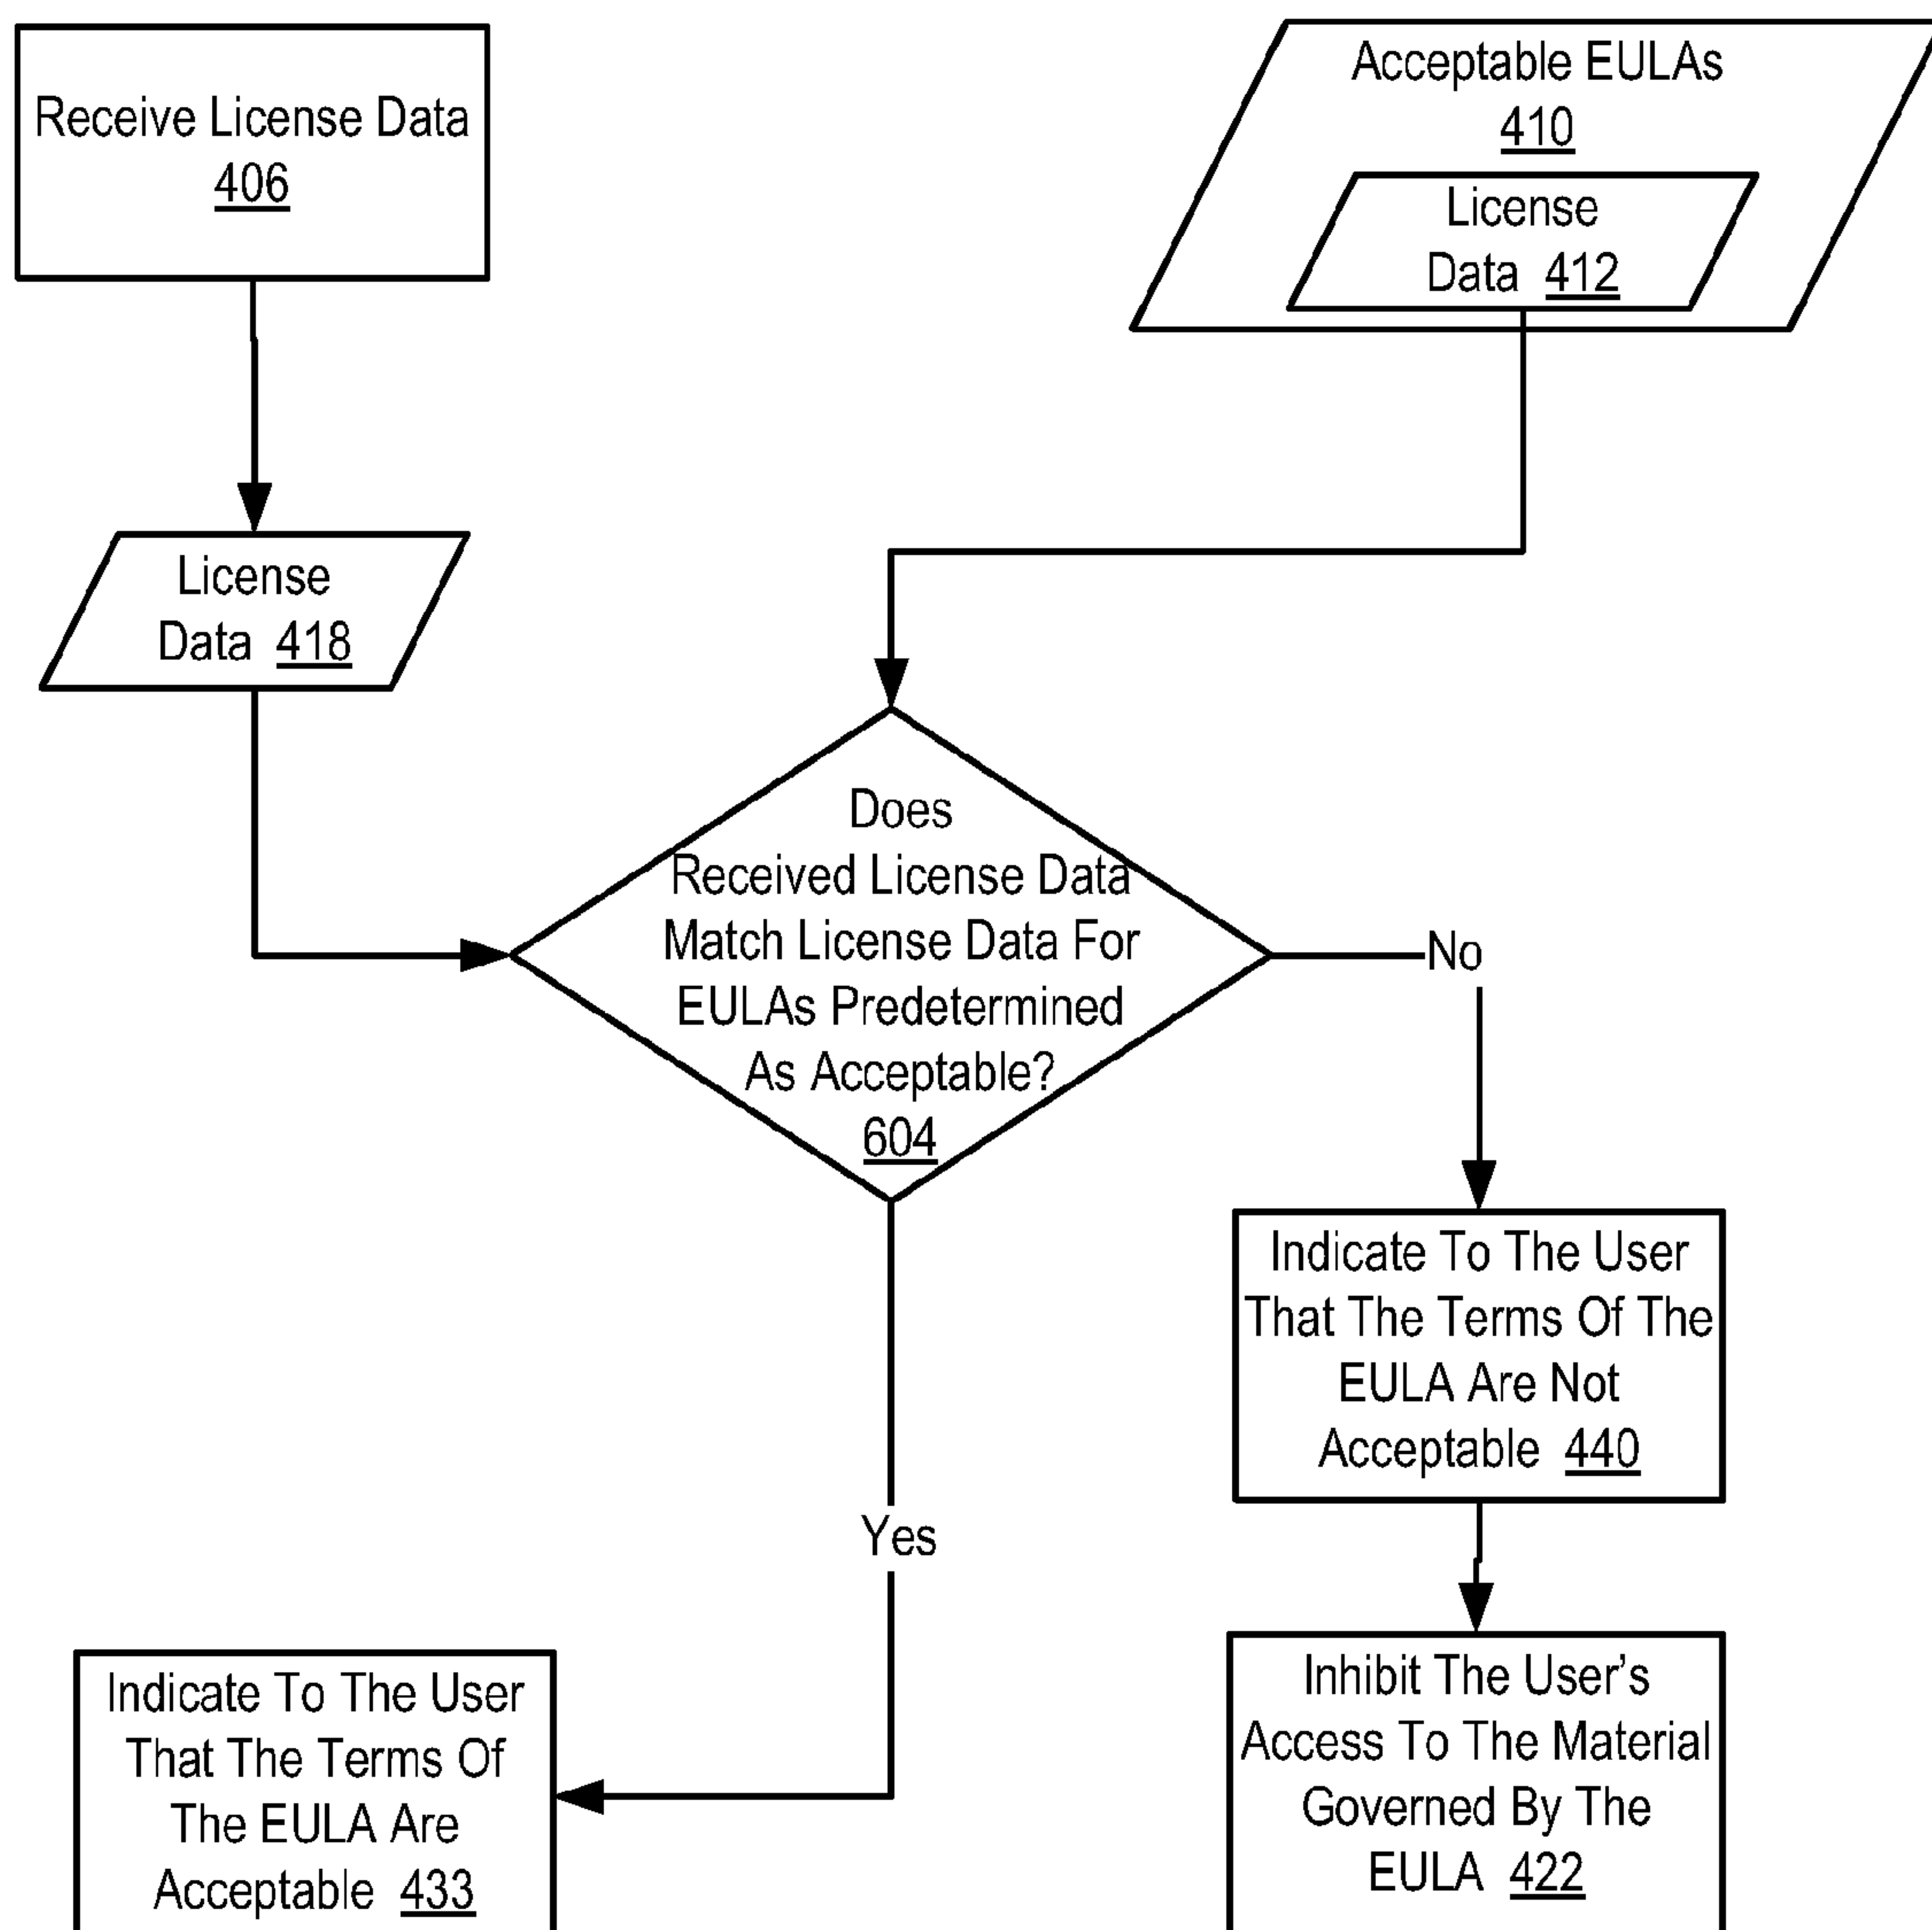 Receive License Data
406
Acceptable EULAs
410
License
Data 412
License
Data 418
Does
Received License Data
Match License Data For
EULAs Predetermined
As Acceptable?
604
No
Indicate To The User
That The Terms Of The
EULA Are Not
Acceptable 440
Yes
Indicate To The User
That The Terms Of
The EULA Are
Acceptable 433
Inhibit The User's
Access To The Material
Governed By The
EULA 422